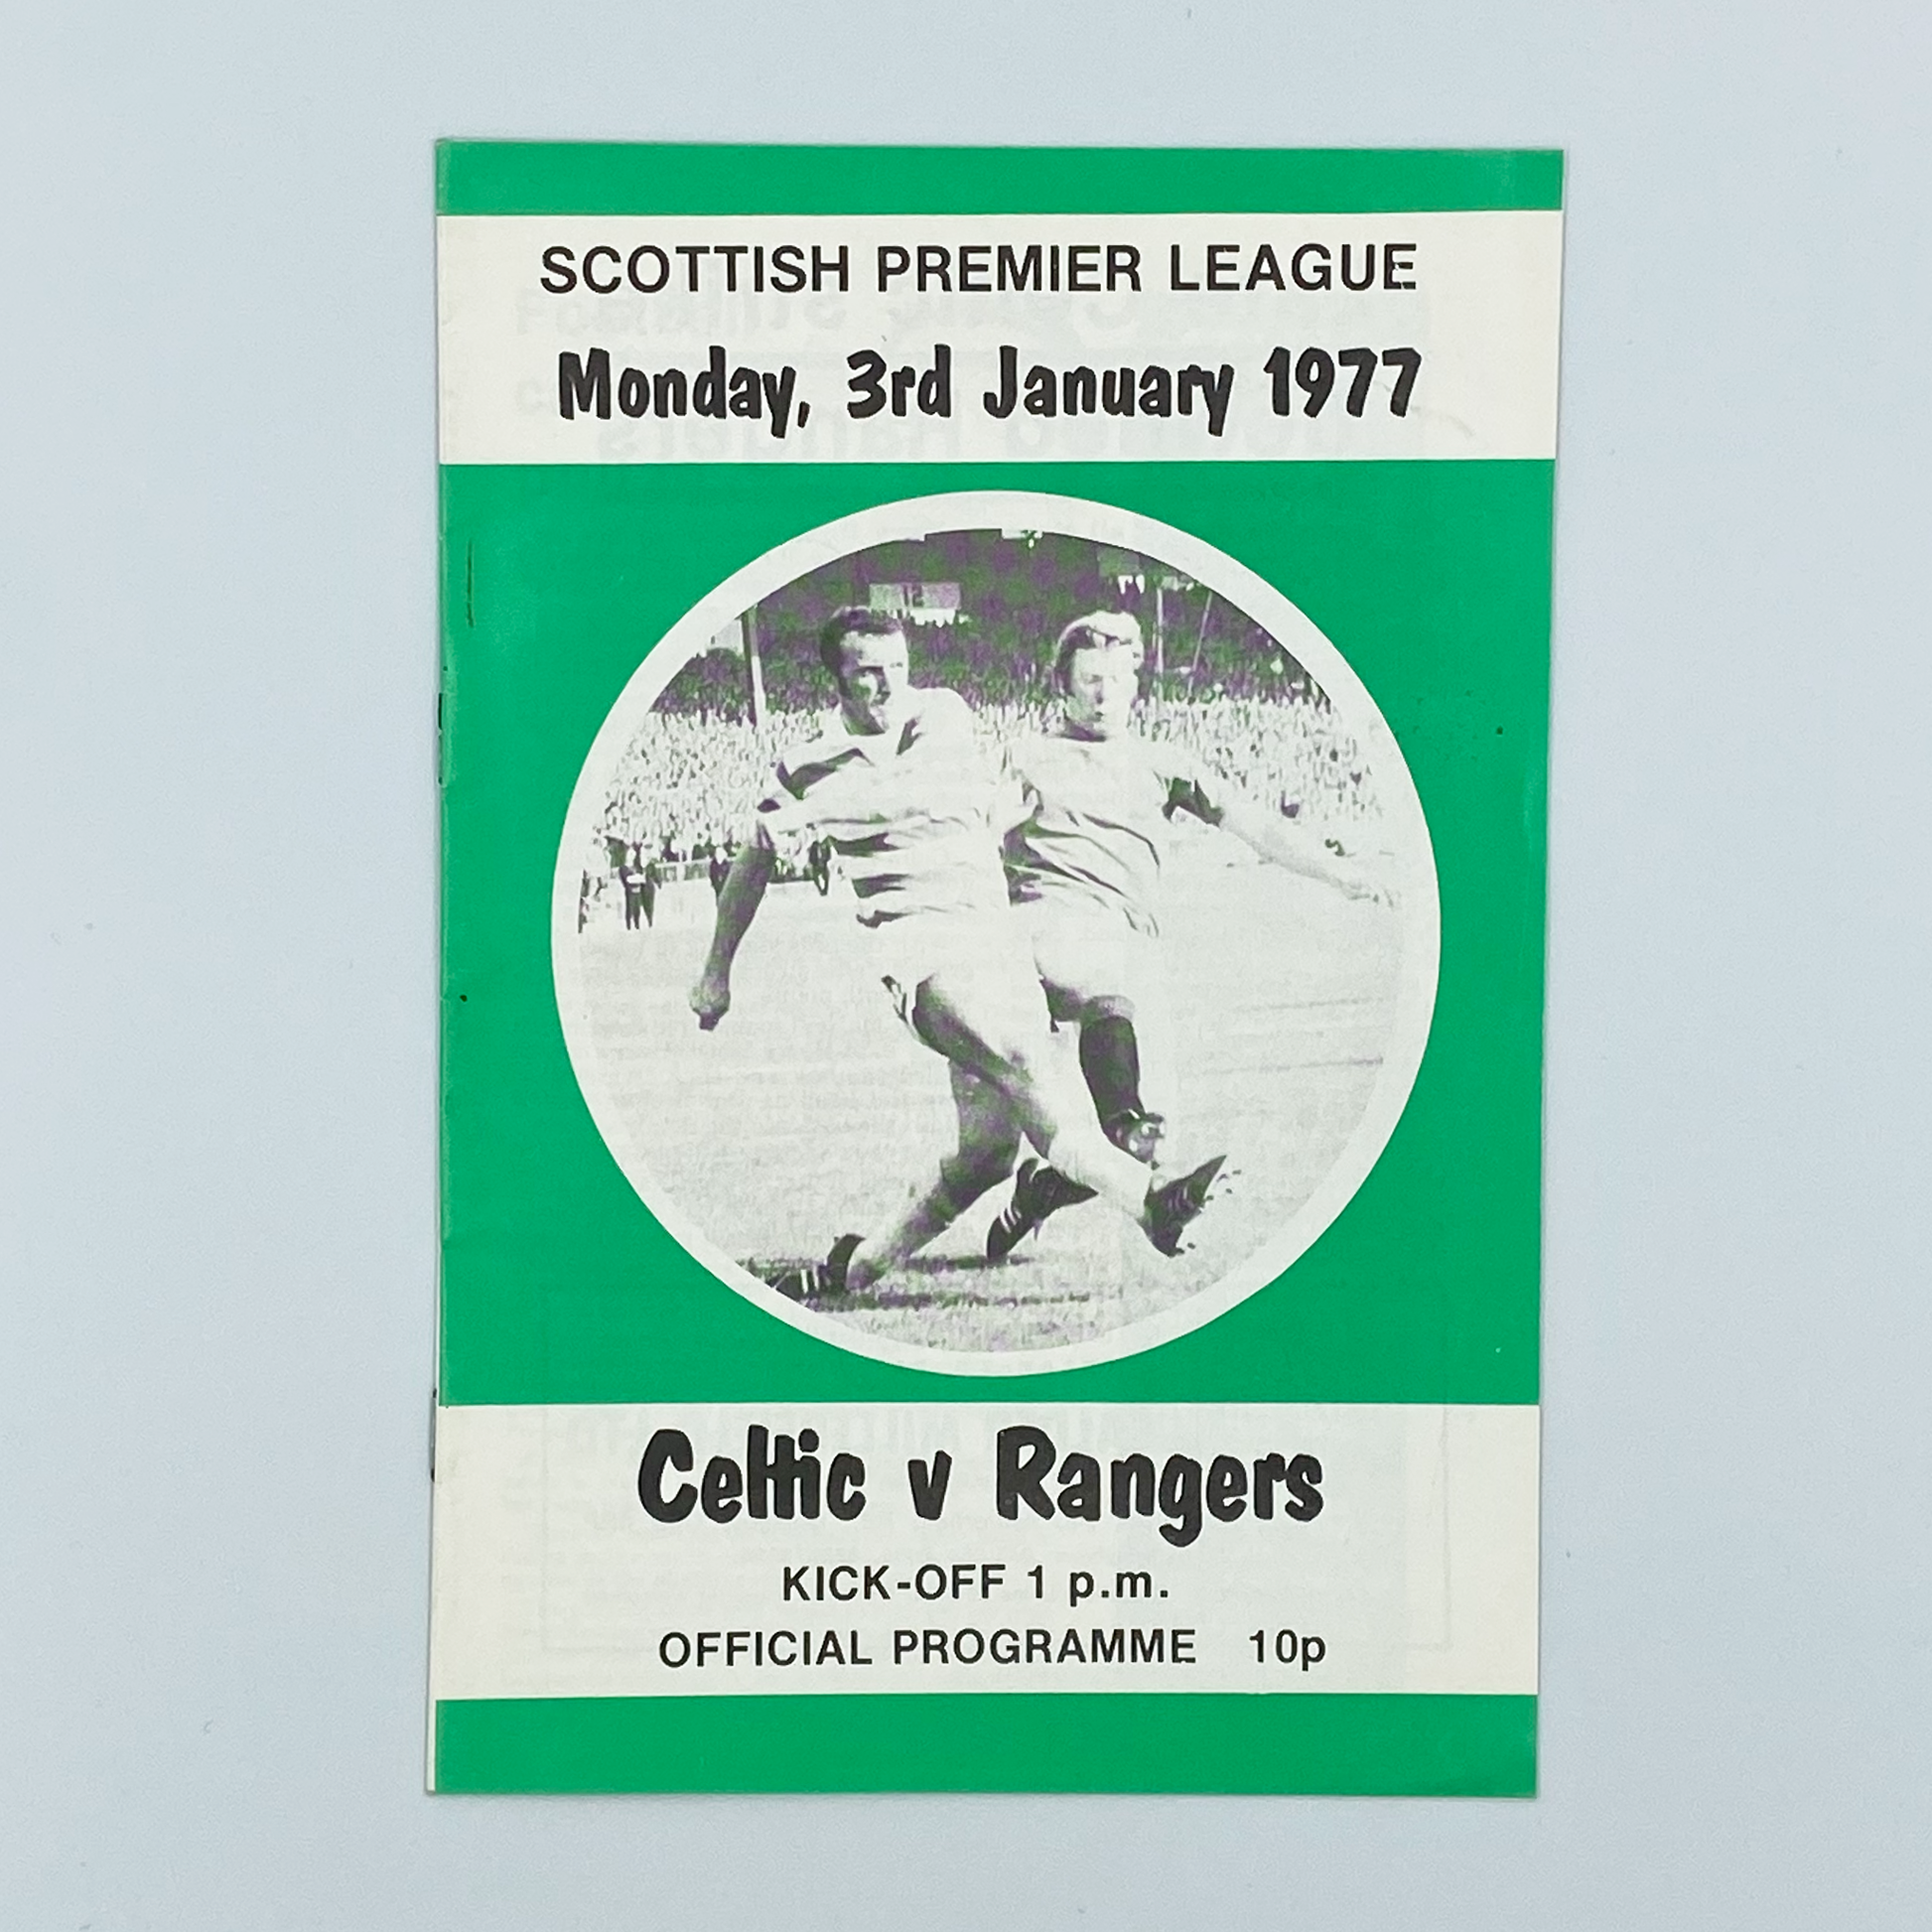 SCOTTISH PREMIER LEAGUE
Monday, 3rd January 1977
Celtic v Rangers
KICK-OFF 1 p.m.
OFFICIAL PROGRAMME 10p